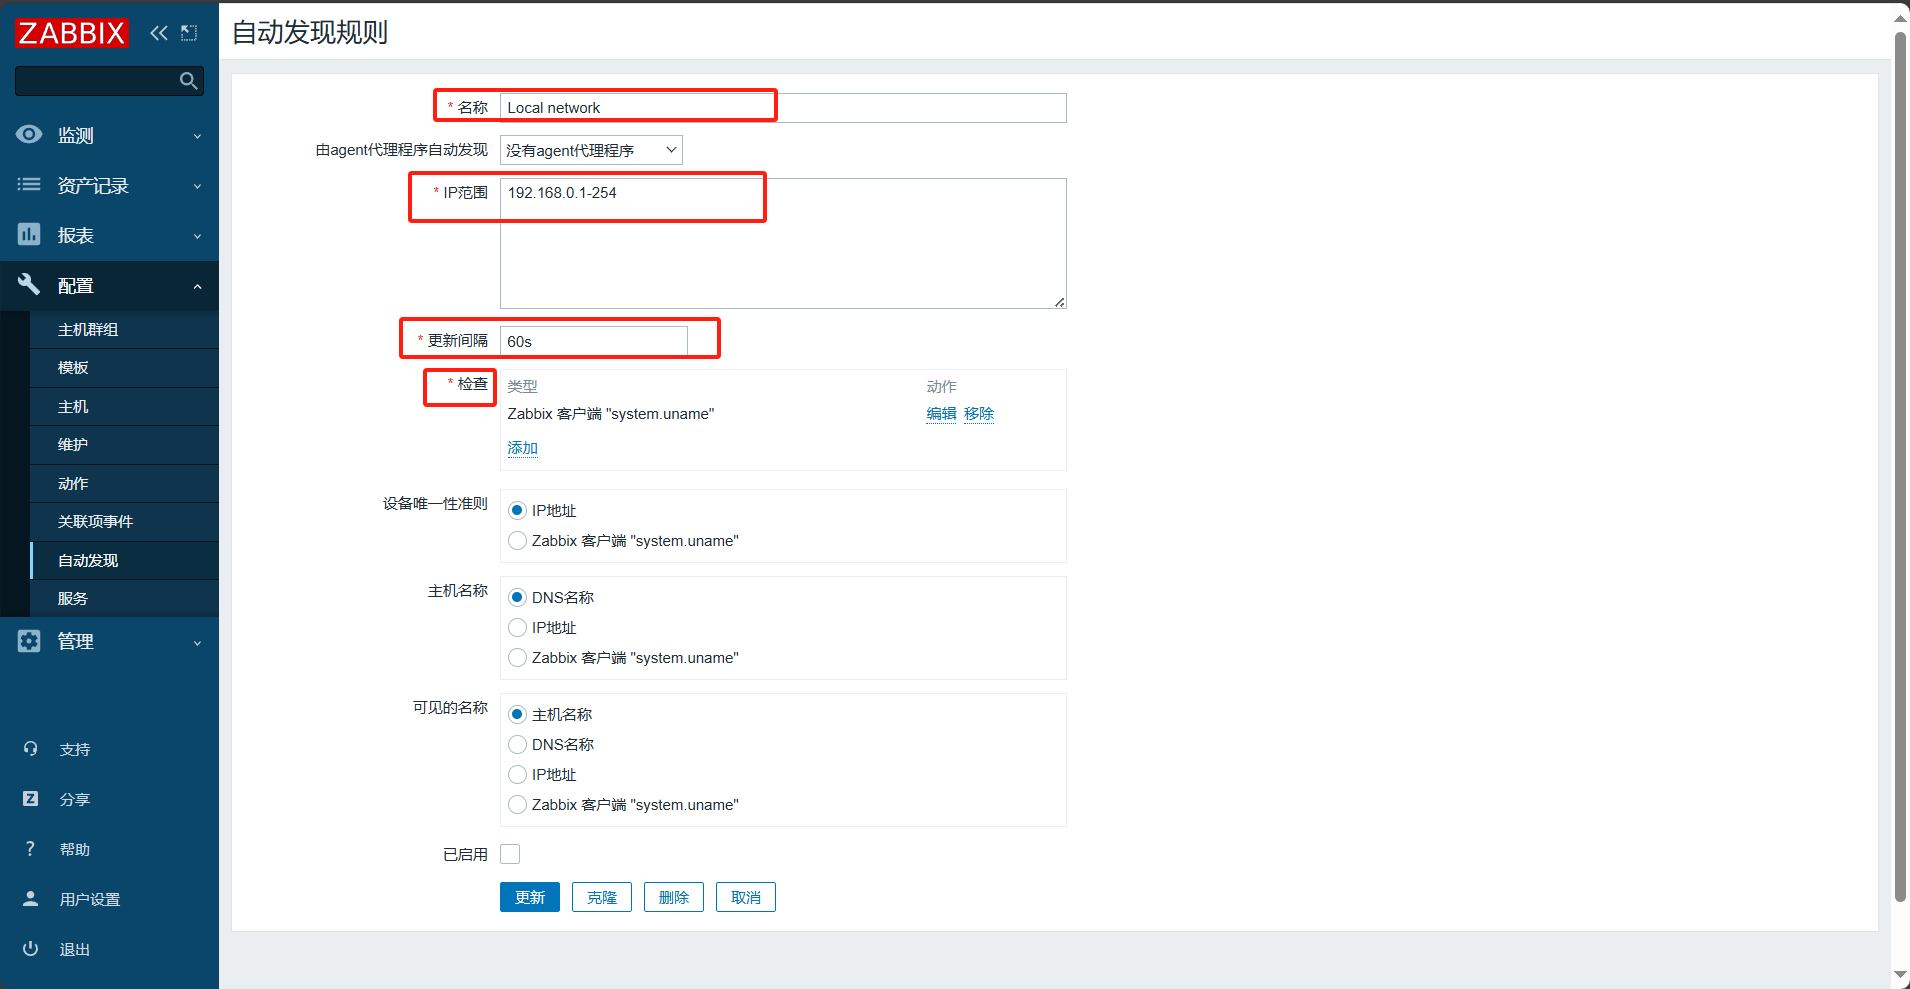 ZABBIX
监测
资产记录
报表
配置
主机群组
模板
主机
维护
动作
关联项事件
自动发现
服务
管理
支持
Z 分享
? 帮助
用户设置
退出
自动发现规则
* 名称 Local network
由agent代理程序自动发现 没有agent代理程序
* IP范围 192.168.0.1-254
* 更新间隔 60s
* 检查 类型 动作
Zabbix 客户端 "system.uname" 编辑 移除
添加
设备唯一性准则 IP地址
Zabbix 客户端 "system.uname"
主机名称 DNS名称
IP地址
Zabbix 客户端 "system.uname"
可见的名称 主机名称
DNS名称
IP地址
Zabbix 客户端 "system.uname"
已启用
更新 克隆 删除 取消